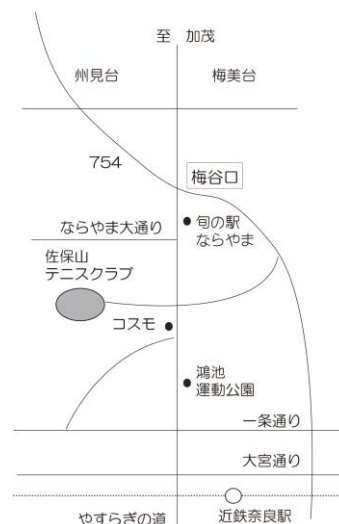 至 加茂
州見台
梅美台
754
梅谷口
ならやま大通り
旬の駅
ならやま
佐保山
テニスクラブ
コスモ
鴻池
運動公園
一条通り
大宮通り
やすらぎの道
近鉄奈良駅